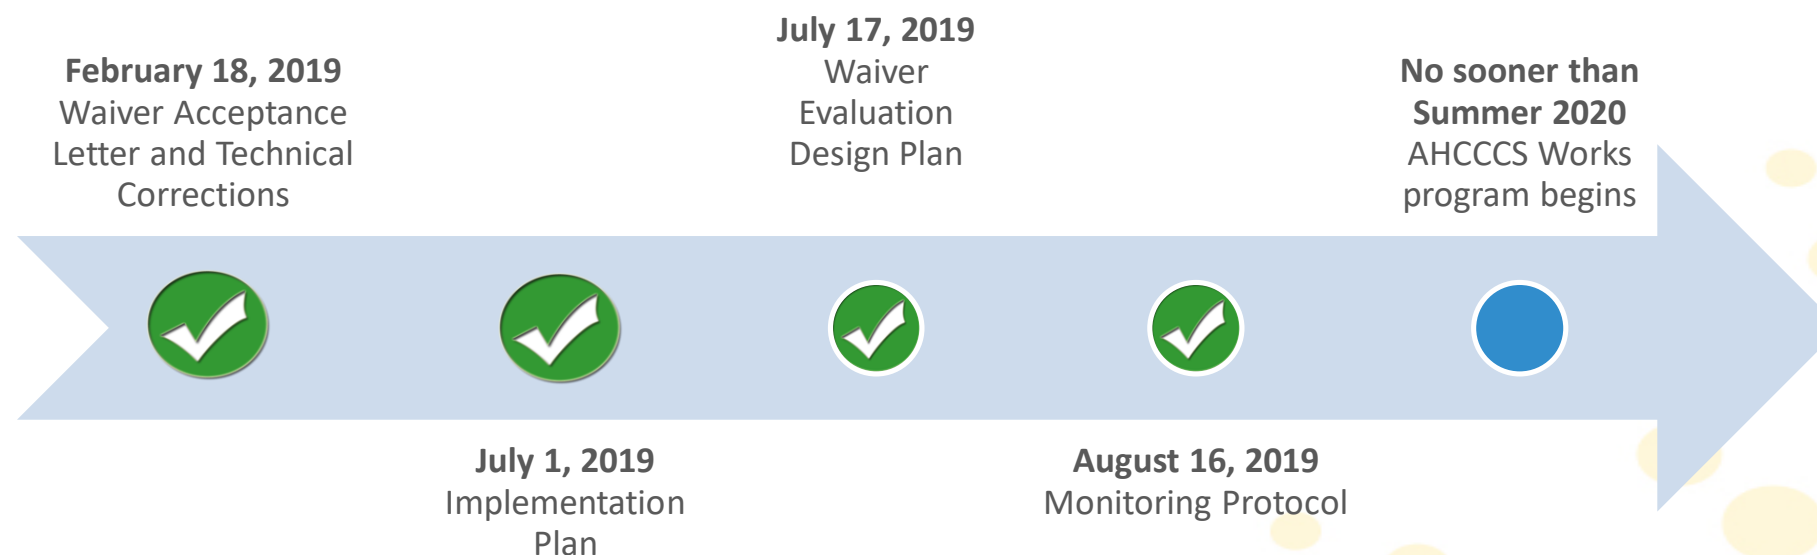 February 18, 2019
Waiver Acceptance
Letter and Technical
Corrections
July 1, 2019
Implementation
Plan
July 17, 2019
Waiver
Evaluation
Design Plan
August 16, 2019
Monitoring Protocol
No sooner than
Summer 2020
AHCCCS Works
program begins